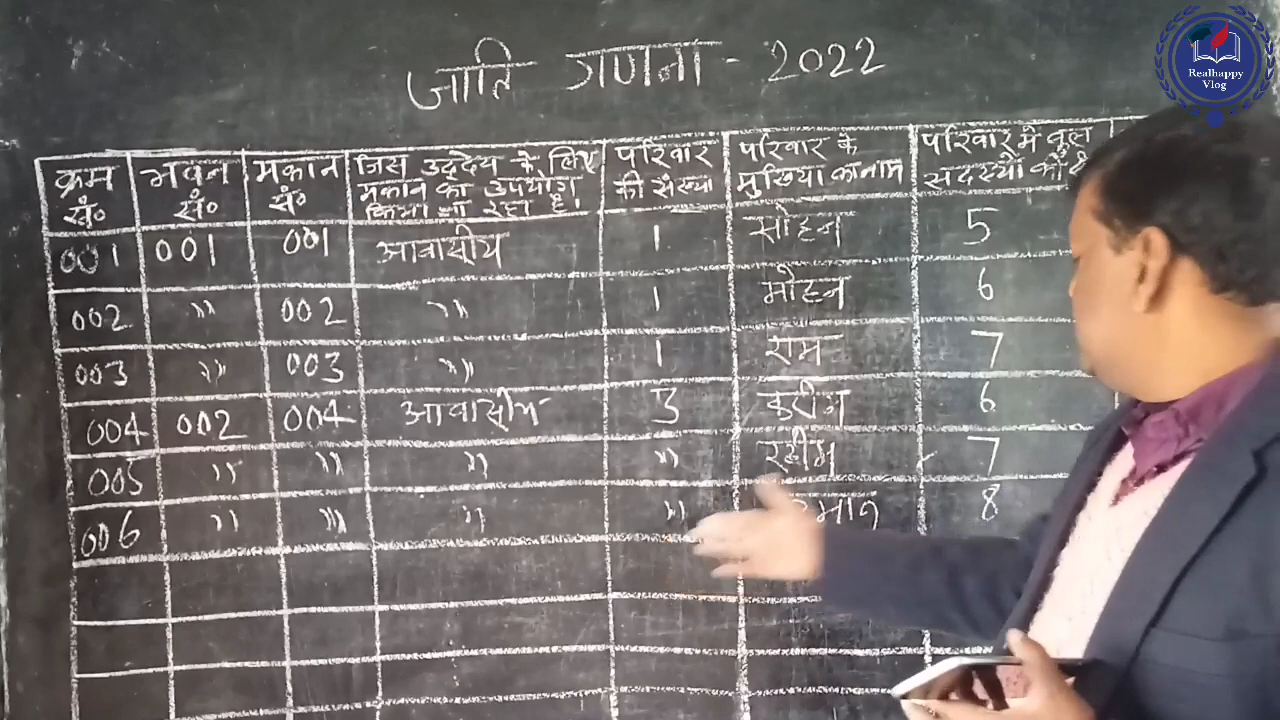 Realhappy
Vlog
जाति गणना - 2022
क्रम सं० भवन सं० मकान सं० जिस उद्देय के लिए मकान का उपयोग किया जा रहा है। परिवार की संख्या परिवार के मुखिया का नाम परिवार में कुल सदस्यों की
001 001 001 आवासीय 1 सोहन 5
002 " 002 " 1 मोहन 6
003 " 003 " 1 राम 7
004 002 004 आवासीय 3 करीम 6
005 " " " " रहीम 7
006 " " " " 8